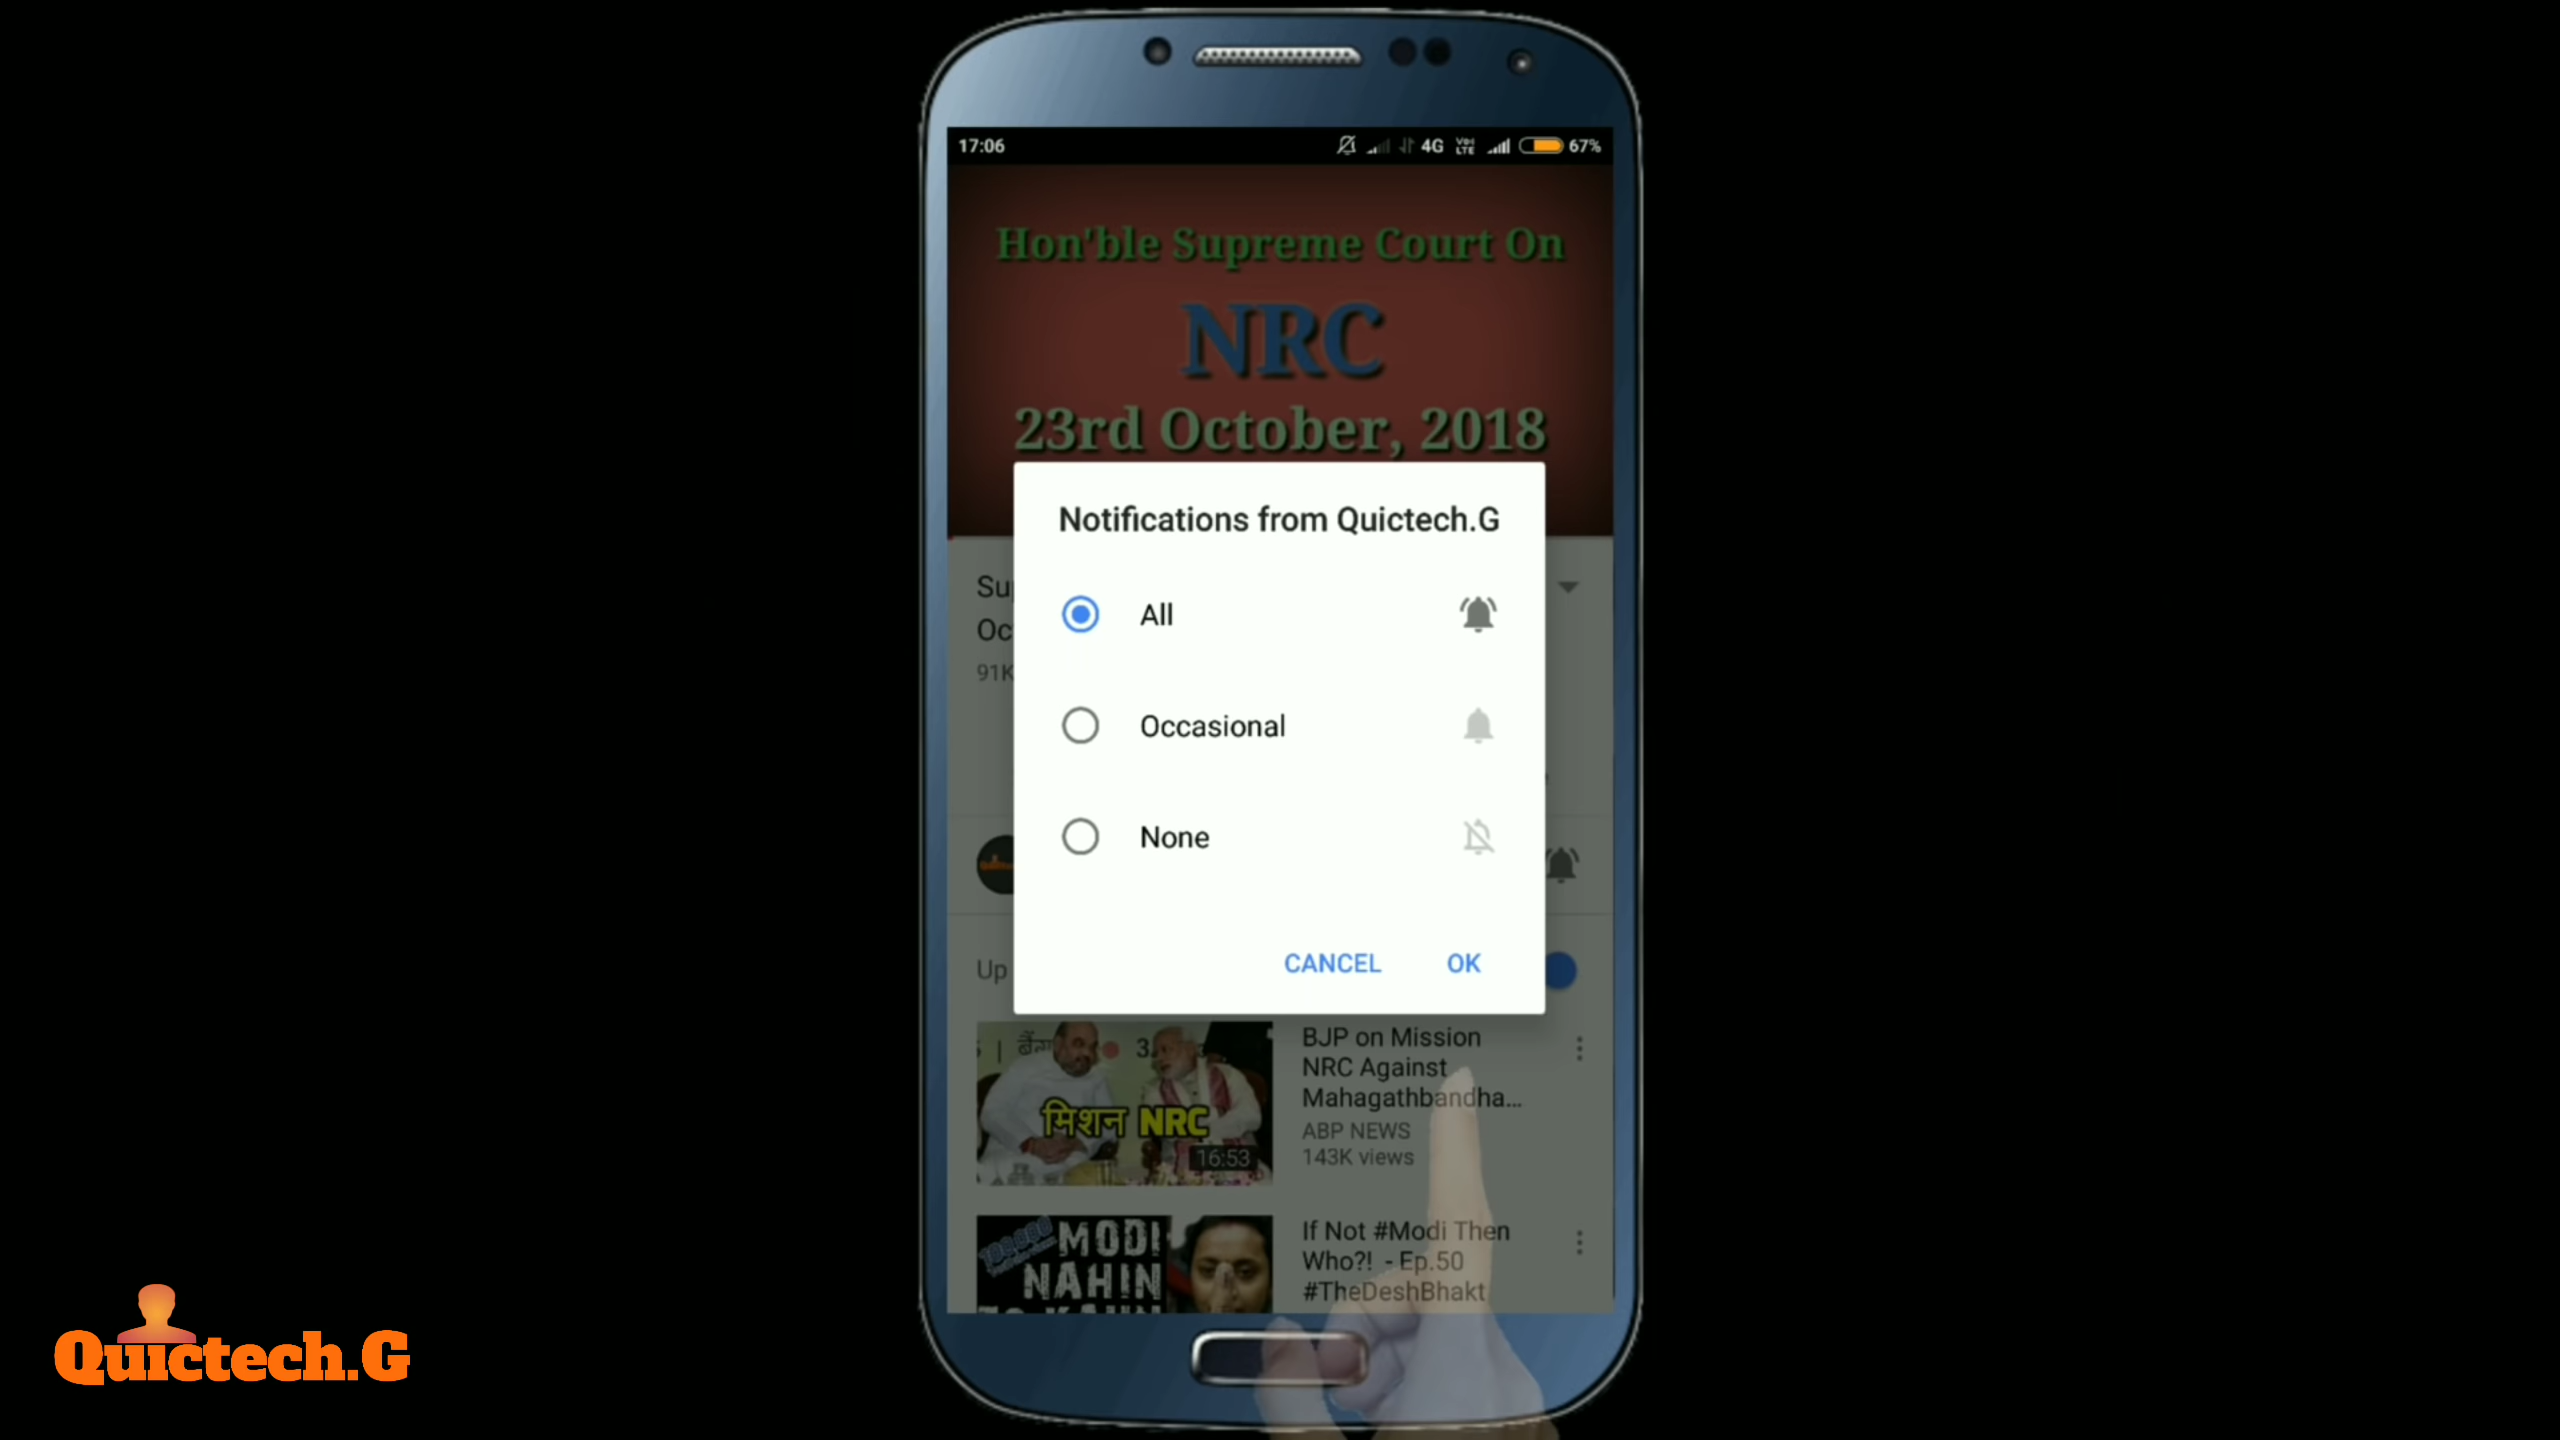 17:06
4G
VoLTE
67%
Hon'ble Supreme Court On
NRC
23rd October, 2018
Notifications from Quictech.G
All
Occasional
None
CANCEL
OK
91K
Up
मिशन NRC
16:53
BJP on Mission
NRC Against
Mahagathbandha...
ABP NEWS
143K views
MODI
NAHIN
If Not #Modi Then
Who?! - Ep.50
#TheDeshBhakt
Quictech.G